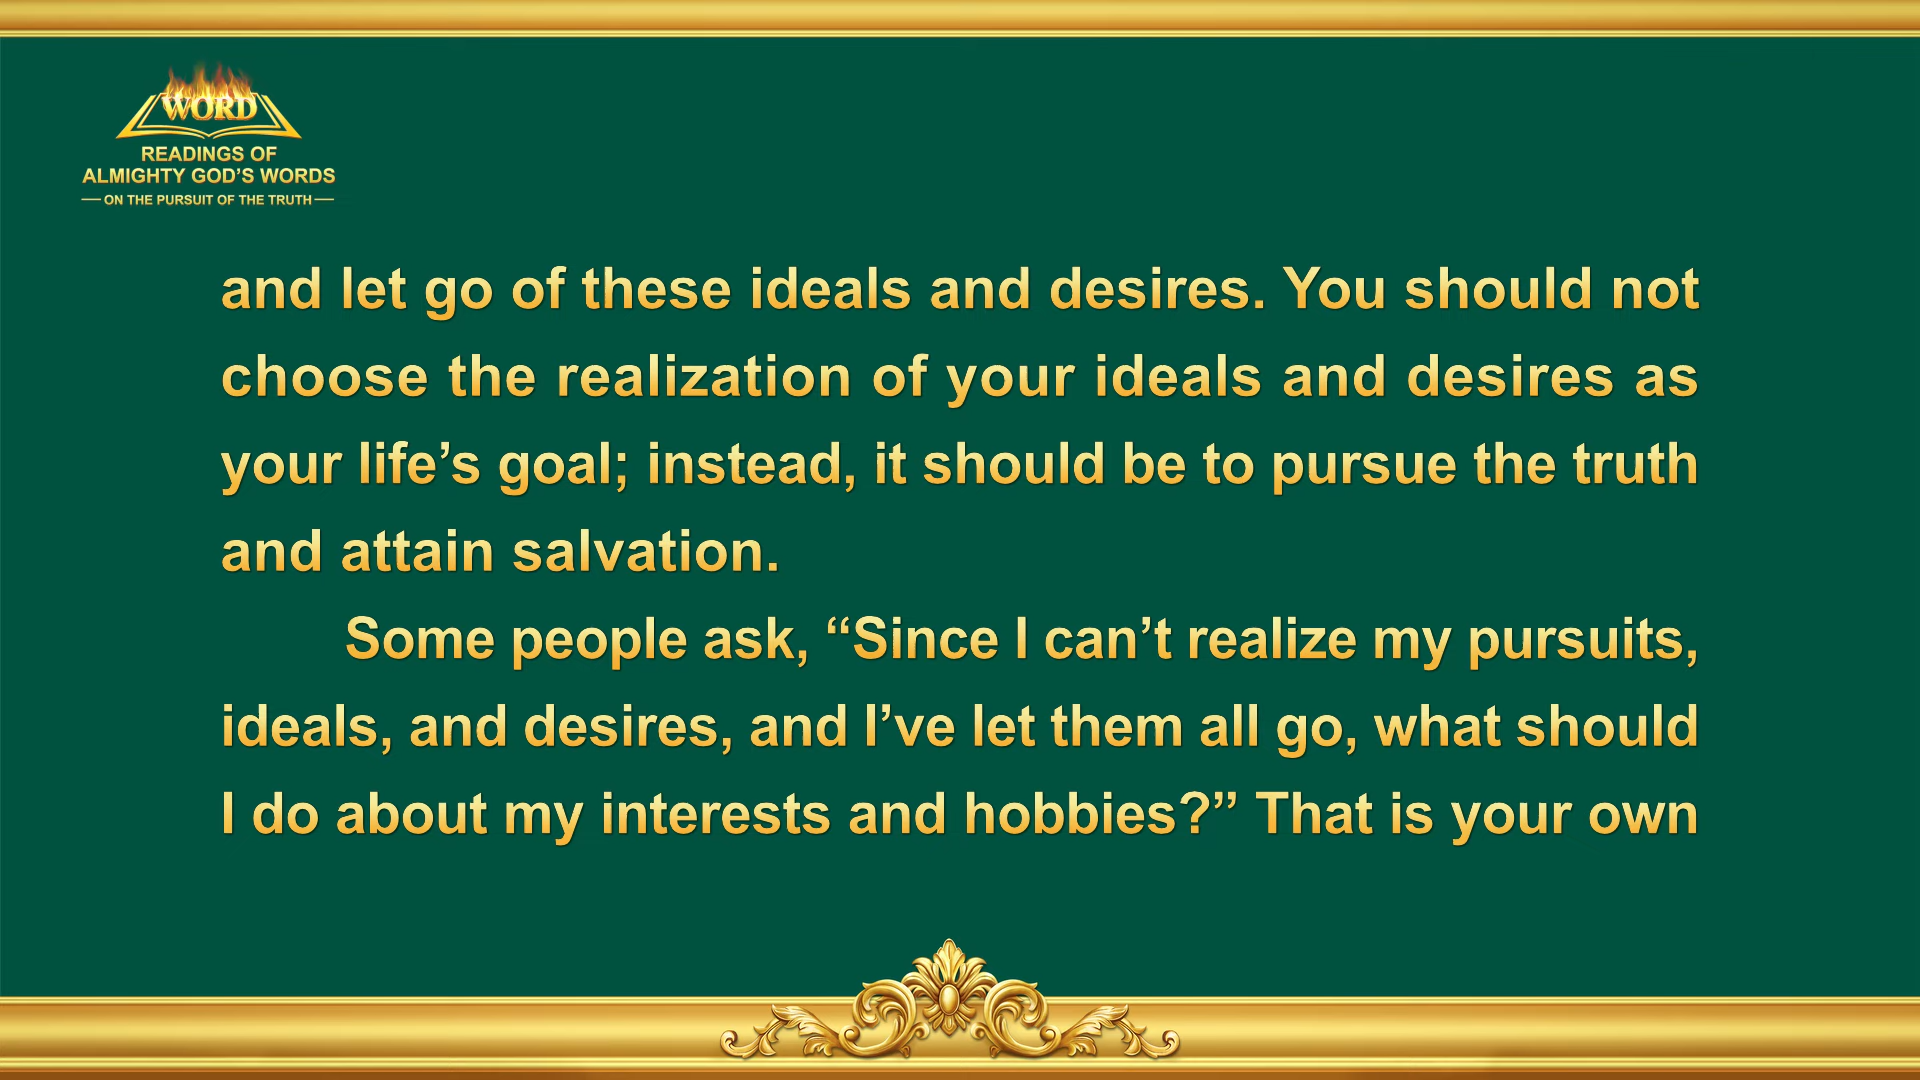 WORD
READINGS OF
ALMIGHTY GOD’S WORDS
— ON THE PURSUIT OF THE TRUTH —
and let go of these ideals and desires. You should not
choose the realization of your ideals and desires as
your life’s goal; instead, it should be to pursue the truth
and attain salvation.
Some people ask, “Since I can’t realize my pursuits,
ideals, and desires, and I’ve let them all go, what should
I do about my interests and hobbies?” That is your own